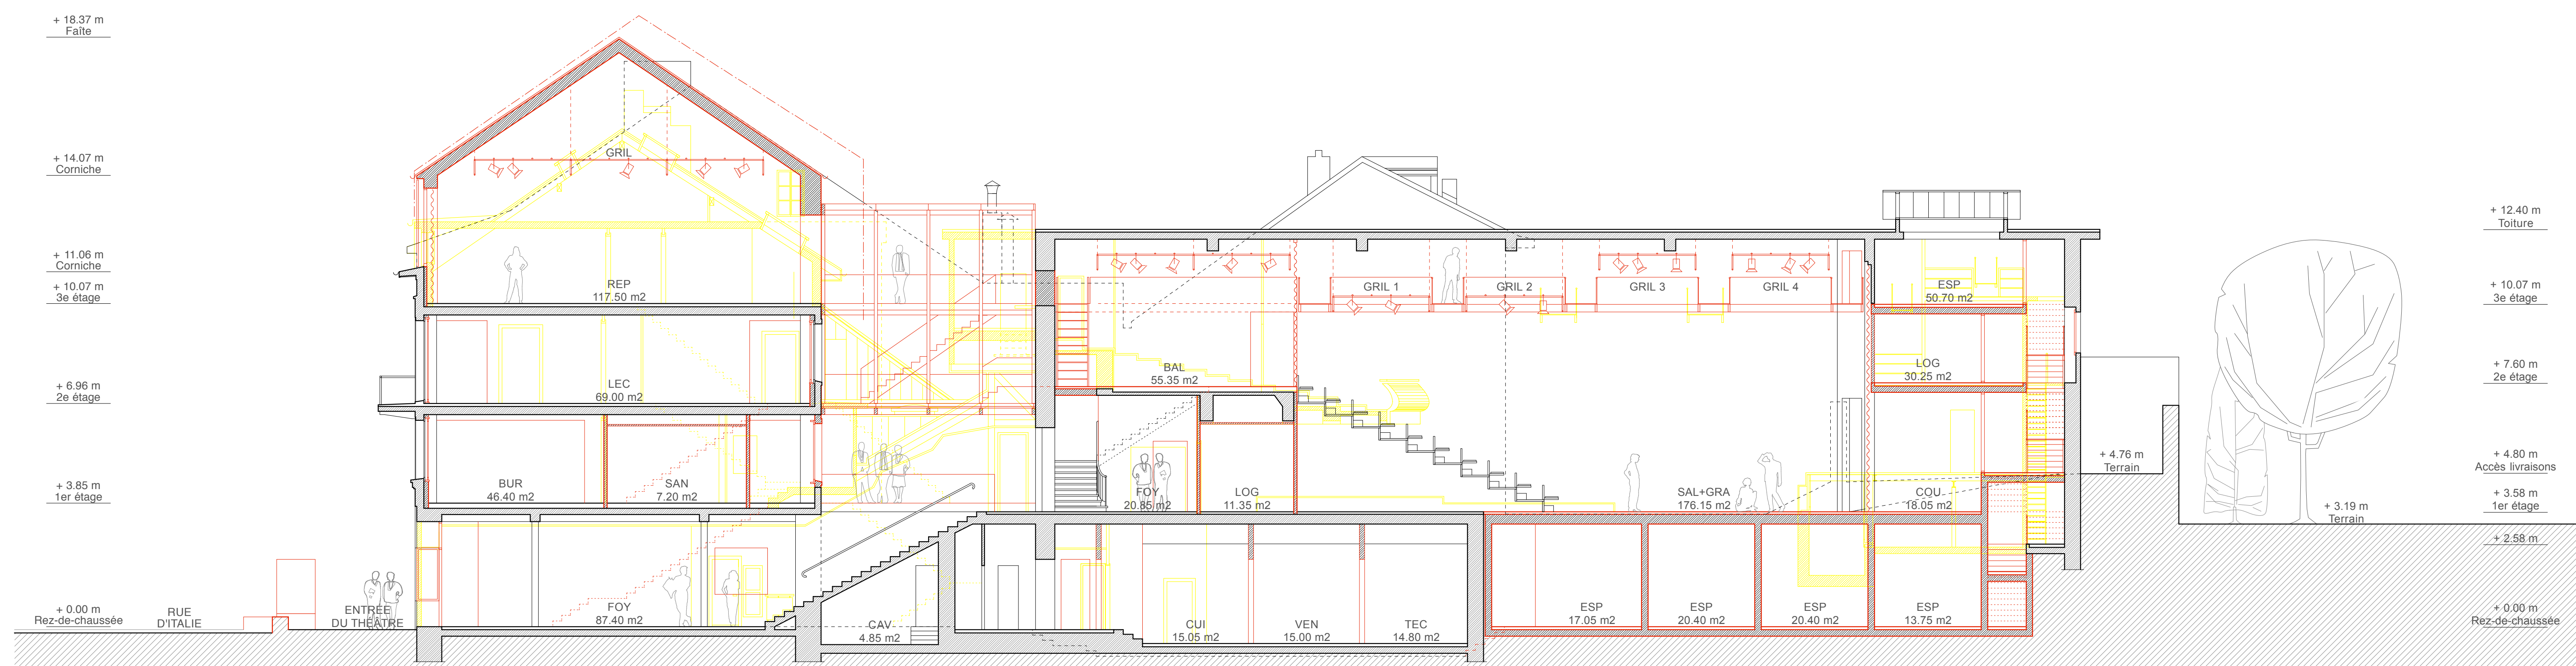 + 18.37 m
Faîte
+ 14.07 m
Corniche
+ 11.06 m
Corniche
+ 10.07 m
3e étage
+ 6.96 m
2e étage
+ 3.85 m
1er étage
+ 0.00 m
Rez-de-chaussée
RUE
D'ITALIE
ENTRÉE
DU THÉATRE
GRIL
REP
117.50 m2
LEC
69.00 m2
BUR
46.40 m2
SAN
7.20 m2
FOY
87.40 m2
CAV
4.85 m2
GRIL 1
GRIL 2
GRIL 3
GRIL 4
BAL
55.35 m2
FOY
20.85 m2
LOG
11.35 m2
SAL+GRA
176.15 m2
COU
18.05 m2
ESP
50.70 m2
LOG
30.25 m2
CUI
15.05 m2
VEN
15.00 m2
TEC
14.80 m2
ESP
17.05 m2
ESP
20.40 m2
ESP
20.40 m2
ESP
13.75 m2
+ 4.76 m
Terrain
+ 3.19 m
Terrain
+ 12.40 m
Toiture
+ 10.07 m
3e étage
+ 7.60 m
2e étage
+ 4.80 m
Accès livraisons
+ 3.58 m
1er étage
+ 2.58 m
+ 0.00 m
Rez-de-chaussée